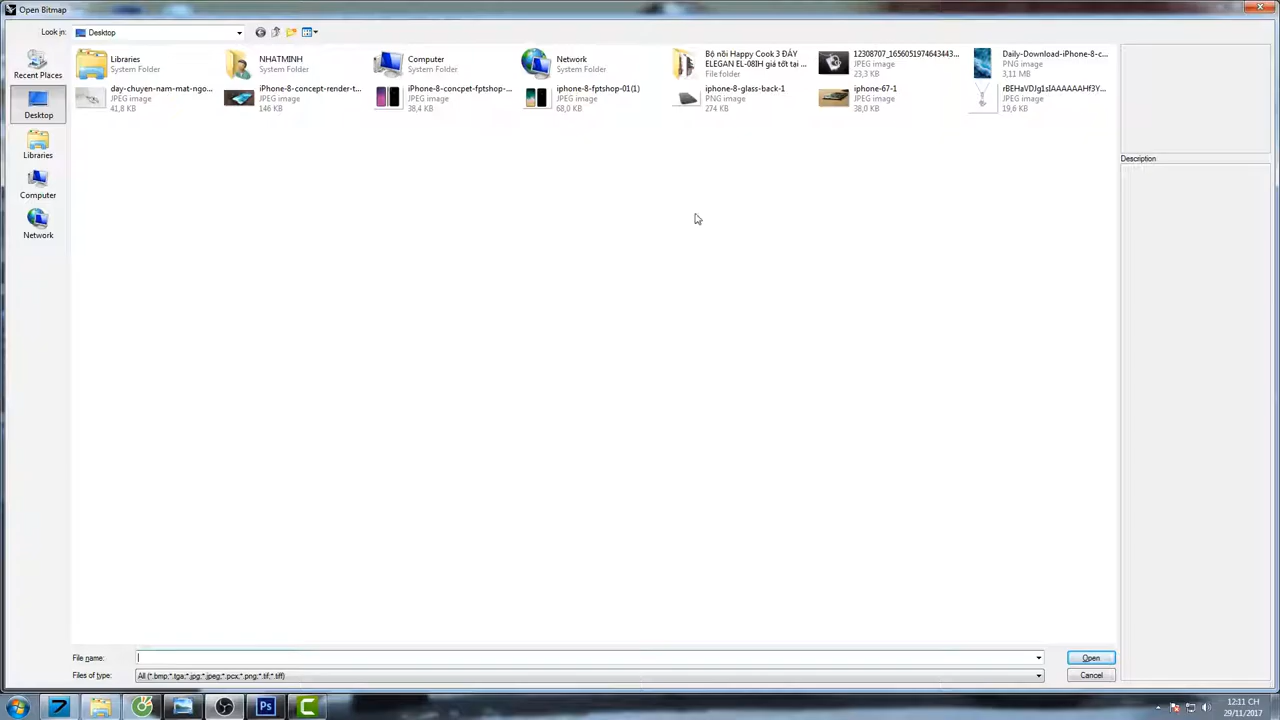 Open Bitmap
Look in:
Desktop
Recent Places
Desktop
Libraries
Computer
Network
Libraries
System Folder
NHATMINH
System Folder
Computer
System Folder
Network
System Folder
Bô nồi Happy Cook 3 ĐÁY
ELEGAN EL-08IH giá tốt tại ...
File folder
12308707_1656051974643443...
JPEG image
23,3 KB
Daily-Download-iPhone-8-c...
PNG image
3,11 MB
day-chuyen-nam-mat-ngo...
JPEG image
41,8 KB
iPhone-8-concept-render-t...
JPEG image
146 KB
iPhone-8-concpet-fptshop-...
JPEG image
38,4 KB
iphone-8-fptshop-01(1)
JPEG image
68,0 KB
iphone-8-glass-back-1
PNG image
274 KB
iphone-67-1
JPEG image
38,0 KB
JPEG image
19,6 KB
Description
File name:
Open
Files of type:
All (*.bmp;*.tga;*.jpg;*.jpeg;*.pcx;*.png;*.tif;*.tiff)
Cancel
Ps
12:11 CH
29/11/2017